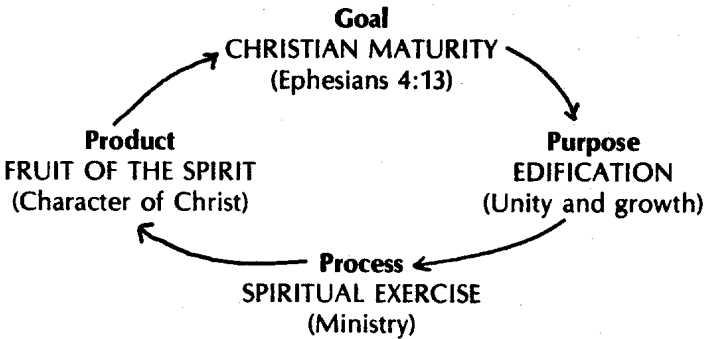 Goal
CHRISTIAN MATURITY
(Ephesians 4:13)
Product
FRUIT OF THE SPIRIT
(Character of Christ)
Purpose
EDIFICATION
(Unity and growth)
Process
SPIRITUAL EXERCISE
(Ministry)